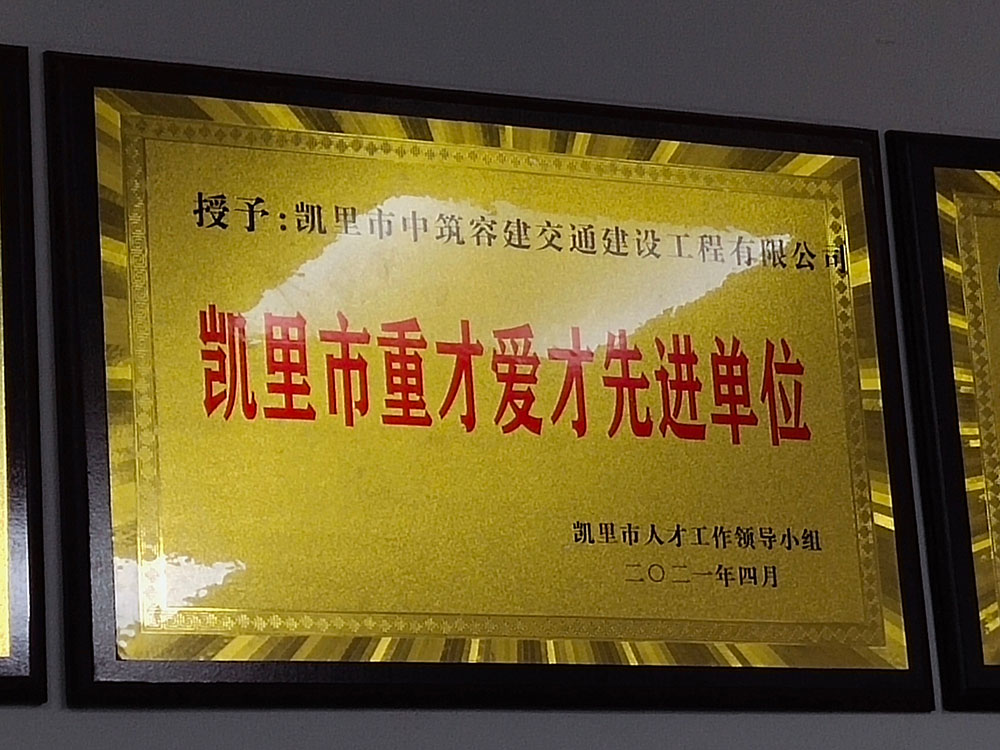 授予:凯里市中筑容建交通建设工程有限公司
凯里市重才爱才先进单位
凯里市人才工作领导小组
二〇二一年四月